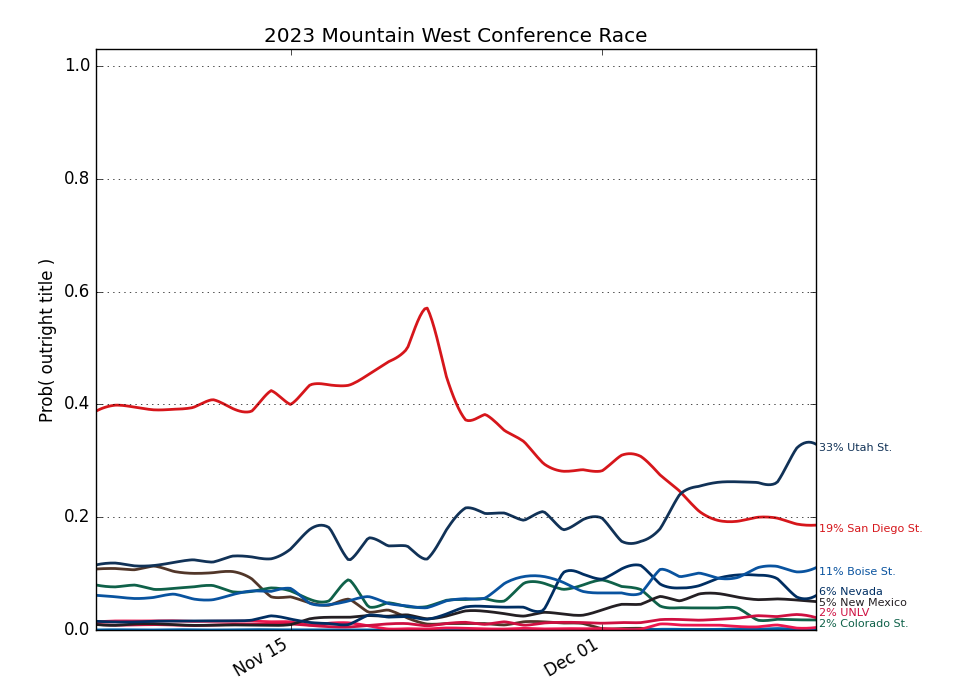 2023 Mountain West Conference Race
Prob( outright title )
1.0
0.8
0.6
0.4
0.2
0.0
Nov 15
Dec 01
33% Utah St.
19% San Diego St.
11% Boise St.
6% Nevada
5% New Mexico
2% UNLV
2% Colorado St.